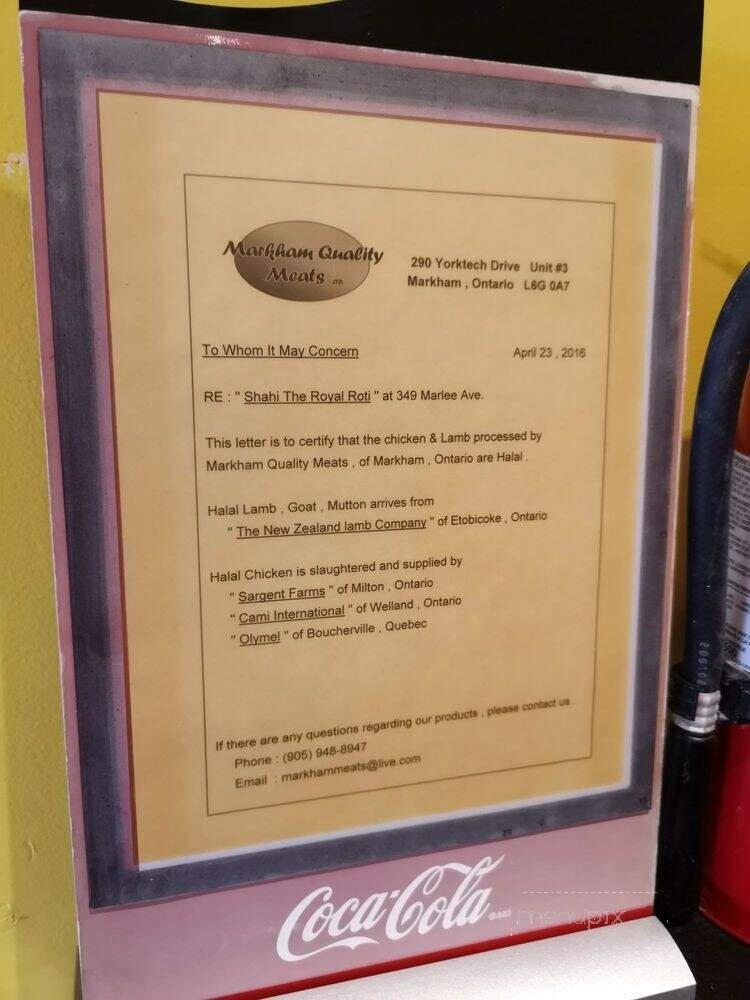 Markham Quality
Meats
290 Yorktech Drive Unit #3
Markham , Ontario L6G 0A7
To Whom It May Concern
April 23 , 2016
RE : " Shahi The Royal Roti " at 349 Marlee Ave.
This letter is to certify that the chicken & Lamb processed by
Markham Quality Meats , of Markham , Ontario are Halal .
Halal Lamb , Goat , Mutton arrives from
" The New Zealand lamb Company " of Etobicoke , Ontario
Halal Chicken is slaughtered and supplied by
" Sargent Farms " of Milton , Ontario
" Cami International " of Welland , Ontario
" Olymel " of Boucherville , Quebec
If there are any questions regarding our products , please contact us
Phone : (905) 948-8947
Email : markhammeats@live.com
Coca-Cola
menupix